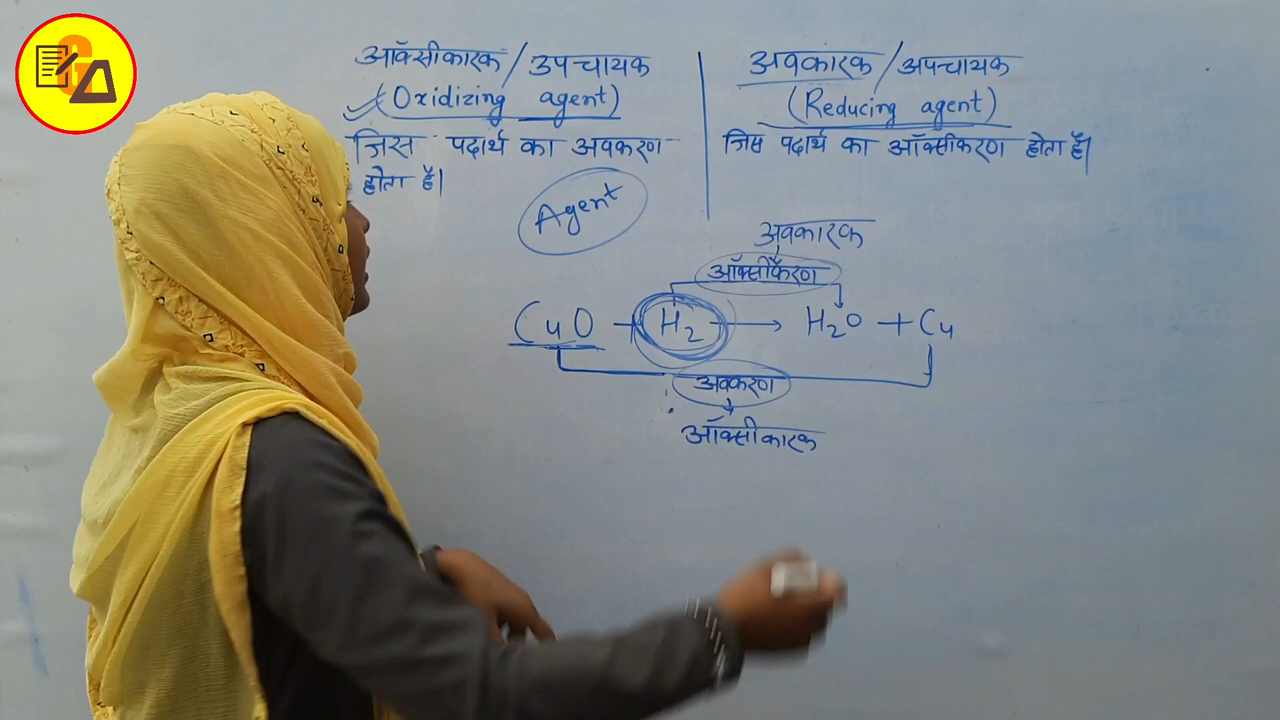 ऑक्सीकारक / उपचायक
(Oxidizing agent)
जिस पदार्थ का अवकरण
होता है।
अवकारक / अपचायक
(Reducing agent)
जिस पदार्थ का ऑक्सीकरण होता है।
Agent
अवकारक
ऑक्सीकरण
CuO + H2 → H2O + Cu
अवकरण
ऑक्सीकारक